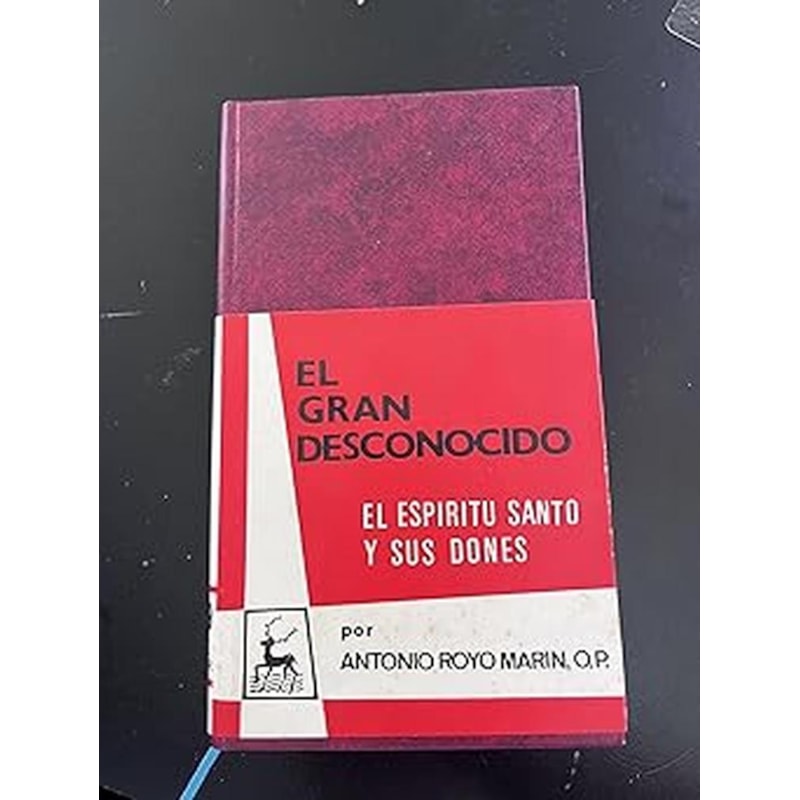 EL
GRAN
DESCONOCIDO
EL ESPIRITU SANTO
Y SUS DONES
por
ANTONIO ROYO MARIN, O.P.